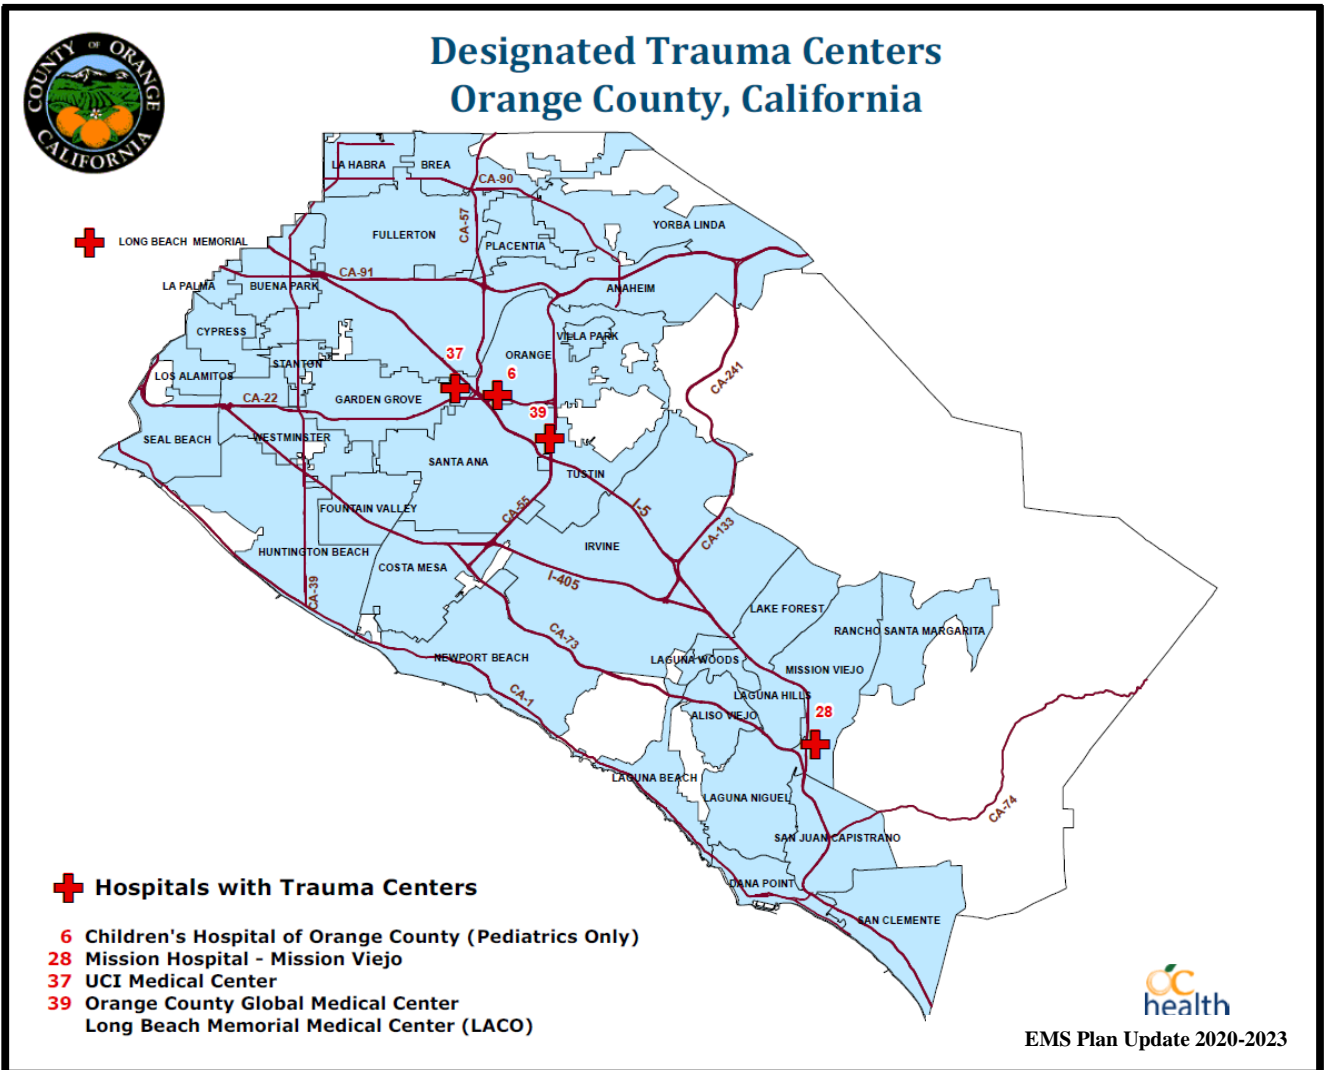 COUNTY OF ORANGE
CALIFORNIA
Designated Trauma Centers
Orange County, California
LA HABRA
BREA
CA-90
CA-57
YORBA LINDA
FULLERTON
PLACENTIA
LONG BEACH MEMORIAL
CA-91
LA PALMA
BUENA PARK
ANAHEIM
CYPRESS
VILLA PARK
37
ORANGE
STANTON
6
LOS ALAMITOS
CA-241
CA-22
GARDEN GROVE
39
SEAL BEACH
WESTMINSTER
SANTA ANA
TUSTIN
CA-55
I-5
FOUNTAIN VALLEY
CA-133
HUNTINGTON BEACH
IRVINE
COSTA MESA
I-405
CA-39
LAKE FOREST
CA-73
RANCHO SANTA MARGARITA
NEWPORT BEACH
LAGUNA WOODS
MISSION VIEJO
CA-1
LAGUNA HILLS
28
ALISO VIEJO
LAGUNA BEACH
LAGUNA NIGUEL
CA-74
SAN JUAN CAPISTRANO
DANA POINT
SAN CLEMENTE
Hospitals with Trauma Centers
6 Children's Hospital of Orange County (Pediatrics Only)
28 Mission Hospital - Mission Viejo
37 UCI Medical Center
39 Orange County Global Medical Center
Long Beach Memorial Medical Center (LACO)
OC
health
EMS Plan Update 2020-2023